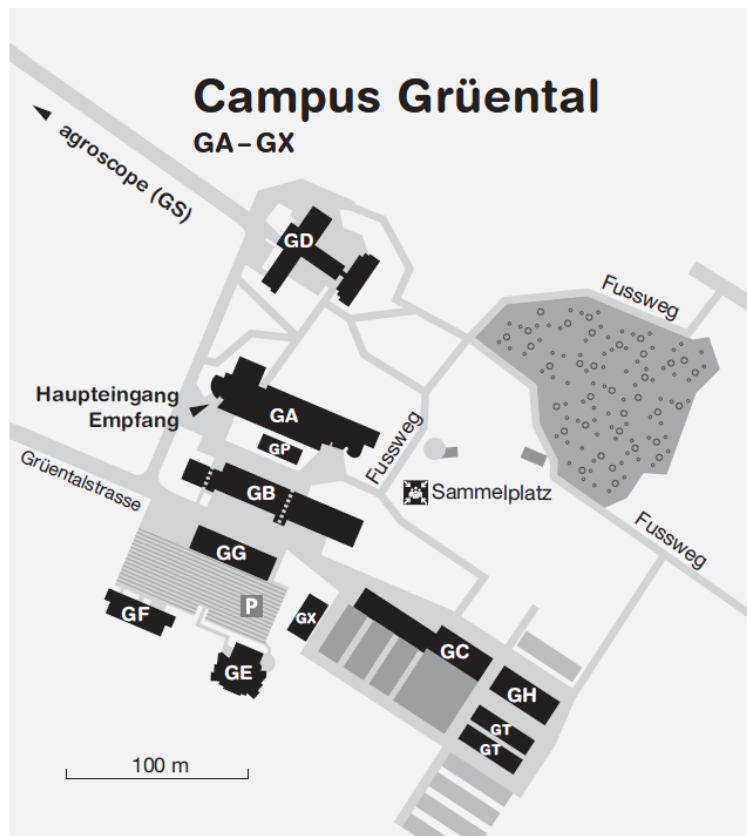 Campus Grüental
GA–GX
agroscope (GS)
GD
Fussweg
Haupteingang
Empfang
GA
Fussweg
GP
Grüentalstrasse
GB
Sammelplatz
Fussweg
GG
P
GF
GX
GE
GC
GH
GT
GT
100 m